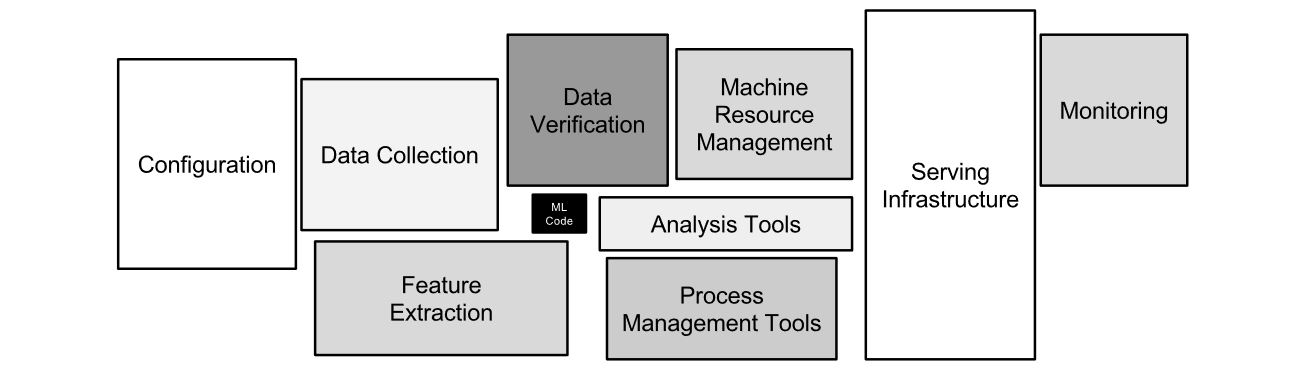 Configuration
Data Collection
Data
Verification
Machine
Resource
Management
Serving
Infrastructure
Monitoring
ML
Code
Analysis Tools
Feature
Extraction
Process
Management Tools